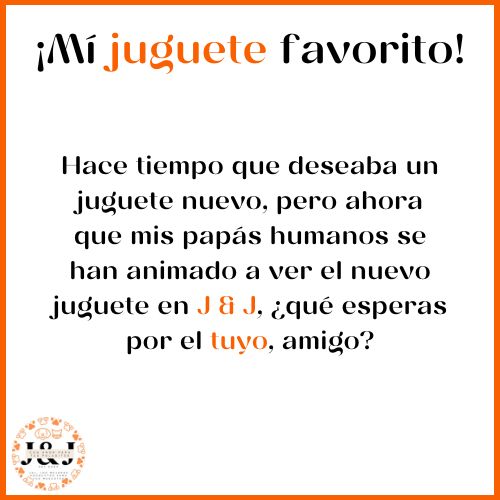 ¡Mí juguete favorito!
Hace tiempo que deseaba un
juguete nuevo, pero ahora
que mis papás humanos se
han animado a ver el nuevo
juguete en J & J, ¿qué esperas
por el tuyo, amigo?
J&J